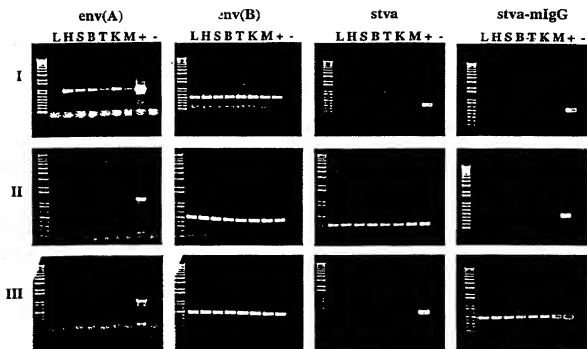 env(A) env(B) stva stva-mIgG
LHSBTKM+- LHSBTKM+- LHSBTKM+- LHSBTKM+-
I
II
III